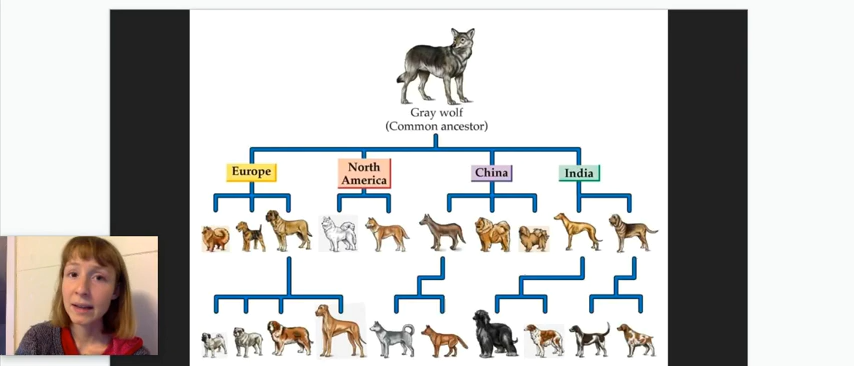 Gray wolf
(Common ancestor)
Europe
North
America
China
India